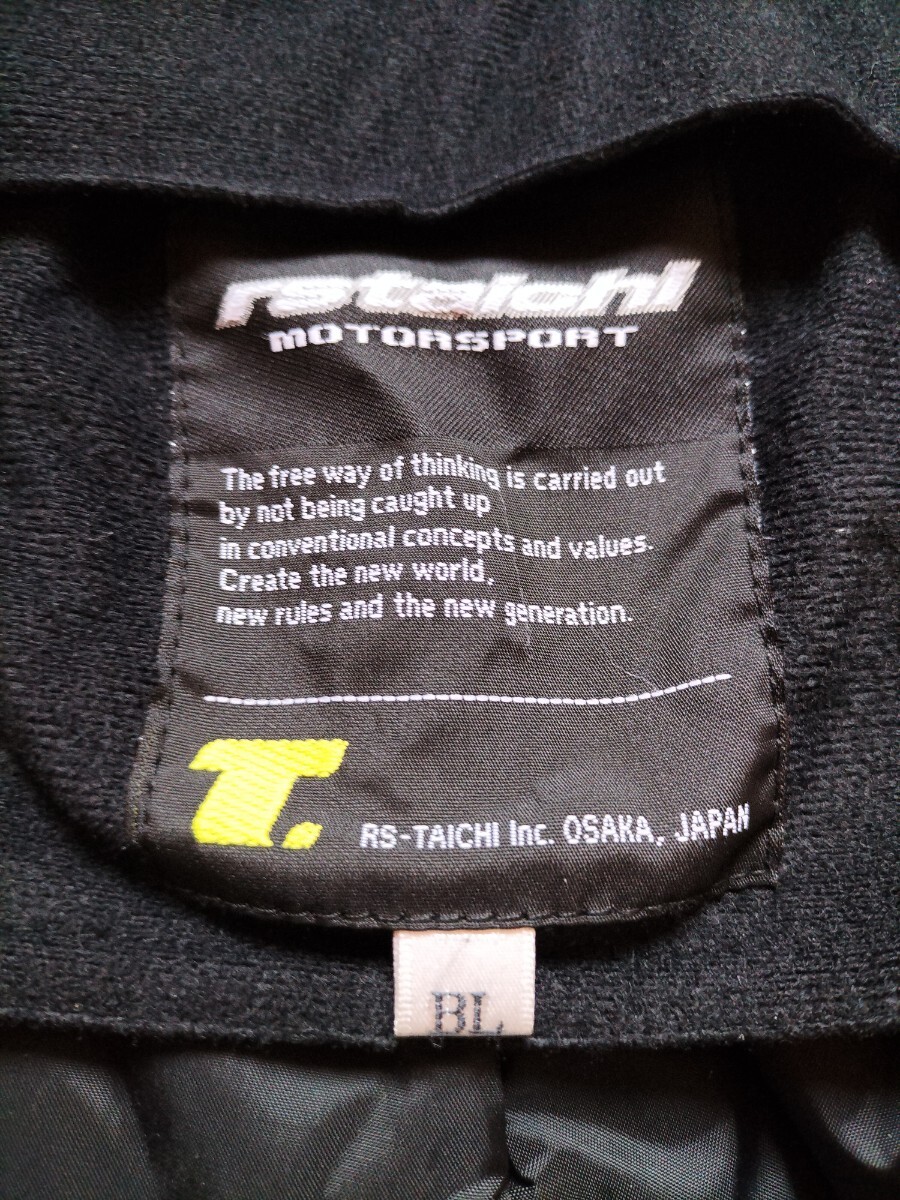 rstaichi
MOTORSPORT
The free way of thinking is carried out
by not being caught up
in conventional concepts and values.
Create the new world,
new rules and the new generation.
T.
RS-TAICHI Inc. OSAKA, JAPAN
BL